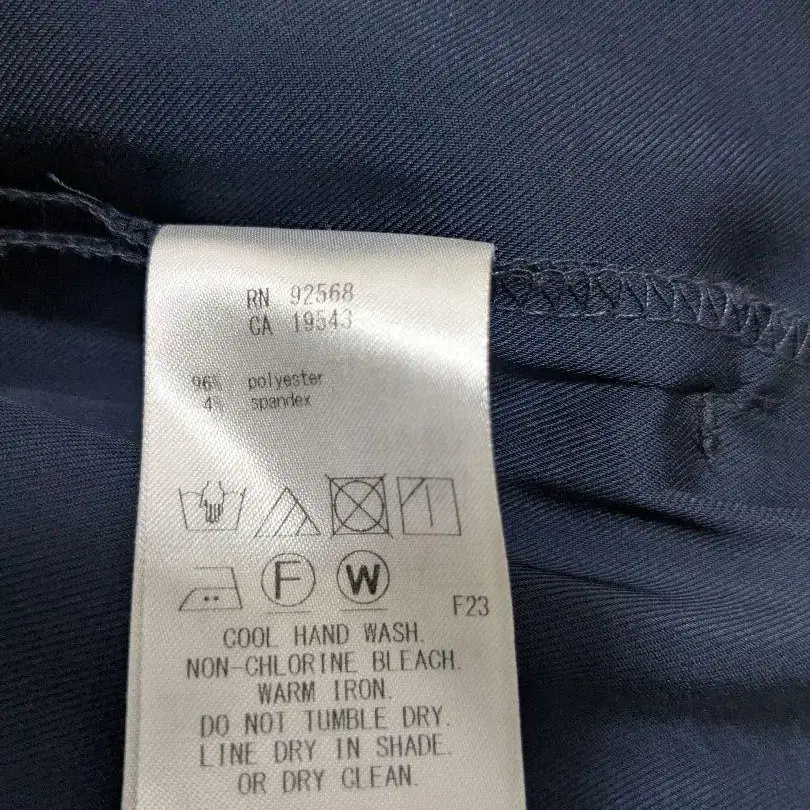 RN 92568
CA 19543
96% polyester
4% spandex
F W
F23
COOL HAND WASH.
NON-CHLORINE BLEACH.
WARM IRON.
DO NOT TUMBLE DRY.
LINE DRY IN SHADE.
OR DRY CLEAN.